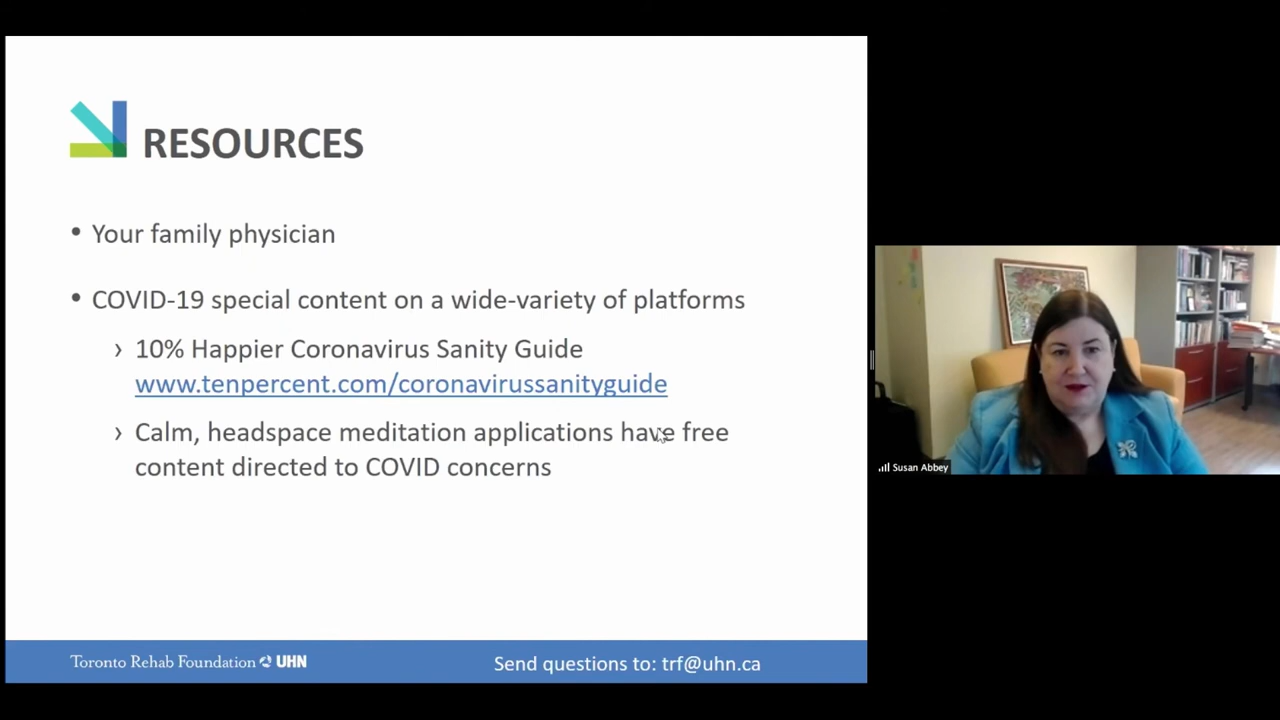 RESOURCES
• Your family physician
• COVID-19 special content on a wide-variety of platforms
› 10% Happier Coronavirus Sanity Guide
www.tenpercent.com/coronavirussanityguide
› Calm, headspace meditation applications have free
content directed to COVID concerns
Toronto Rehab Foundation UHN
Send questions to: trf@uhn.ca
Susan Abbey